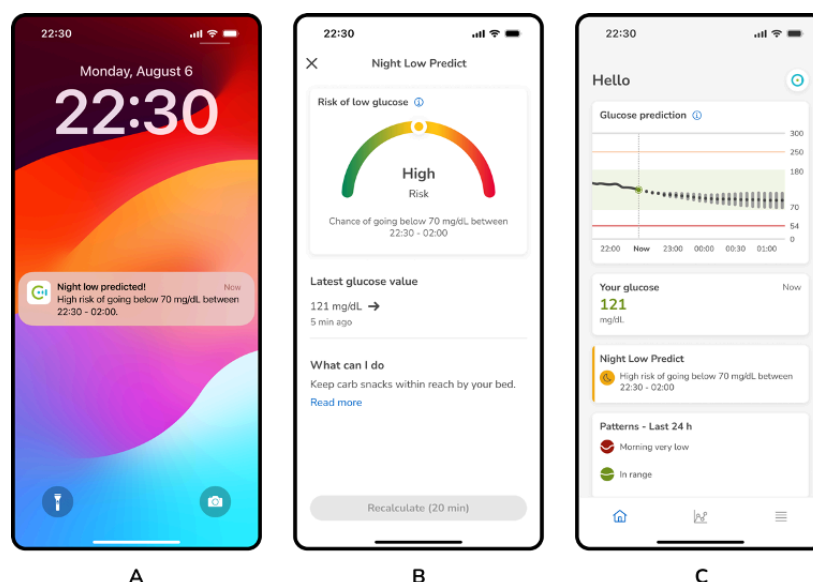 22:30
Monday, August 6
22:30
Night low predicted! Now
High risk of going below 70 mg/dL between
22:30 - 02:00.
A
22:30
Night Low Predict
Risk of low glucose
High
Risk
Chance of going below 70 mg/dL between
22:30 - 02:00
Latest glucose value
121 mg/dL
5 min ago
What can I do
Keep carb snacks within reach by your bed.
Read more
Recalculate (20 min)
B
22:30
Hello
Glucose prediction
300
250
180
70
54
0
22:00 Now 23:00 00:00 00:30 01:00
Your glucose Now
121
mg/dL
Night Low Predict
High risk of going below 70 mg/dL between
22:30 - 02:00
Patterns - Last 24 h
Morning very low
In range
C